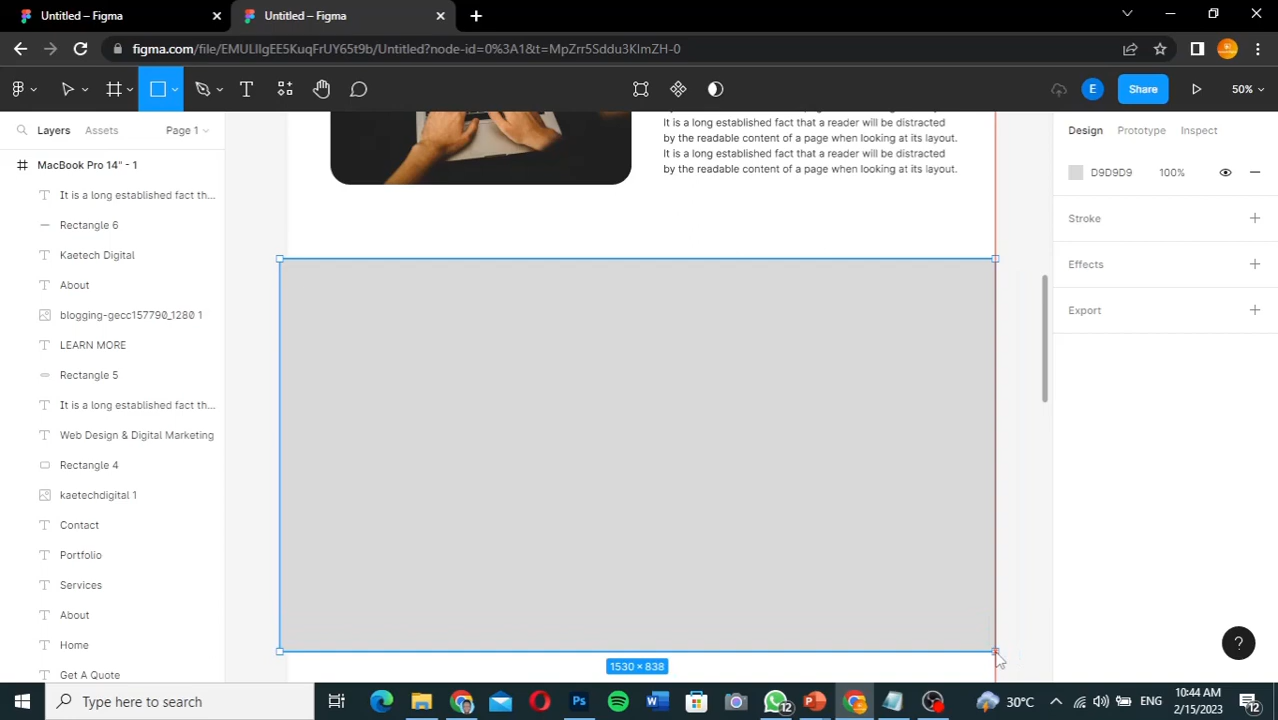 Untitled – Figma
Untitled – Figma
figma.com/file/EMULlIgEE5KuqFrUY65t9b/Untitled?node-id=0%3A1&t=MpZrr5Sddu3KlmZH-0
E
Share
50%
Layers
Assets
Page 1
Design
Prototype
Inspect
MacBook Pro 14" - 1
It is a long established fact th...
Rectangle 6
Kaetech Digital
About
blogging-gecc157790_1280 1
LEARN MORE
Rectangle 5
It is a long established fact th...
Web Design & Digital Marketing
Rectangle 4
kaetechdigital 1
Contact
Portfolio
Services
About
Home
Get A Quote
It is a long established fact that a reader will be distracted
by the readable content of a page when looking at its layout.
It is a long established fact that a reader will be distracted
by the readable content of a page when looking at its layout.
1530 × 838
D9D9D9
100%
Stroke
Effects
Export
?
Type here to search
12
30°C
ENG
10:44 AM
2/15/2023
12